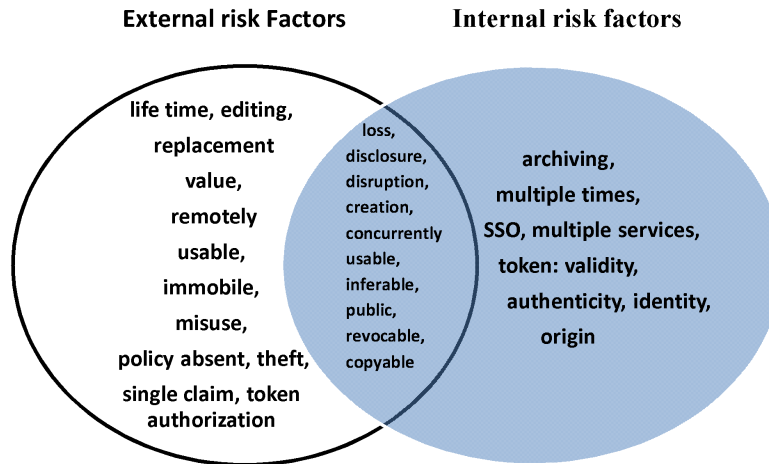 External risk Factors
Internal risk factors
life time, editing,
replacement
value,
remotely
usable,
immobile,
misuse,
policy absent, theft,
single claim, token
authorization
loss,
disclosure,
disruption,
creation,
concurrently
usable,
inferable,
public,
revocable,
copyable
archiving,
multiple times,
SSO, multiple services,
token: validity,
authenticity, identity,
origin